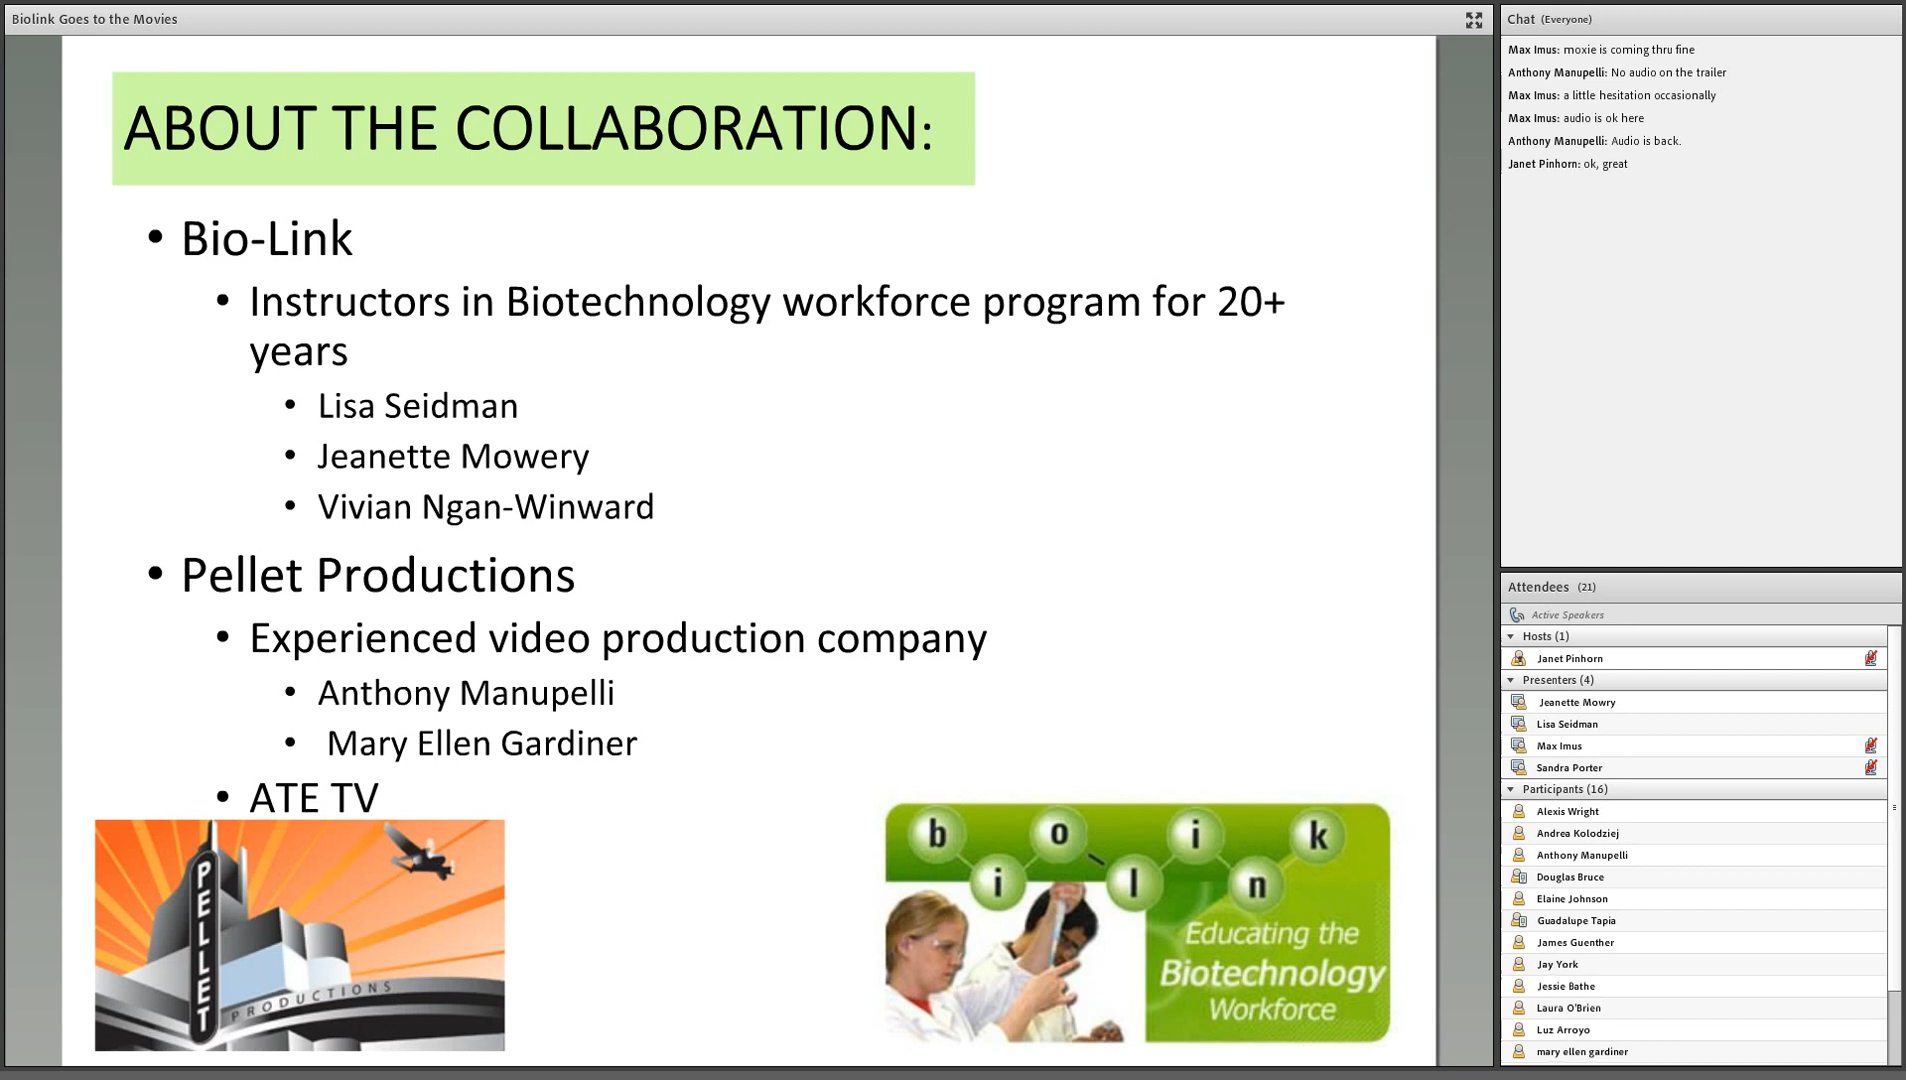 Biolink Goes to the Movies
ABOUT THE COLLABORATION:
• Bio-Link
• Instructors in Biotechnology workforce program for 20+
years
• Lisa Seidman
• Jeanette Mowery
• Vivian Ngan-Winward
• Pellet Productions
• Experienced video production company
• Anthony Manupelli
• Mary Ellen Gardiner
• ATE TV
PELLET
PRODUCTIONS
bio-link
Educating the
Biotechnology
Workforce
Chat (Everyone)
Max Imus: moxie is coming thru fine
Anthony Manupelli: No audio on the trailer
Max Imus: a little hesitation occasionally
Max Imus: audio is ok here
Anthony Manupelli: Audio is back.
Janet Pinhorn: ok, great
Attendees (21)
Active Speakers
Hosts (1)
Janet Pinhorn
Presenters (4)
Jeanette Mowry
Lisa Seidman
Max Imus
Sandra Porter
Participants (16)
Alexis Wright
Andrea Kolodziej
Anthony Manupelli
Douglas Bruce
Elaine Johnson
Guadalupe Tapia
James Guenther
Jay York
Jessie Bathe
Laura O'Brien
Luz Arroyo
mary ellen gardiner